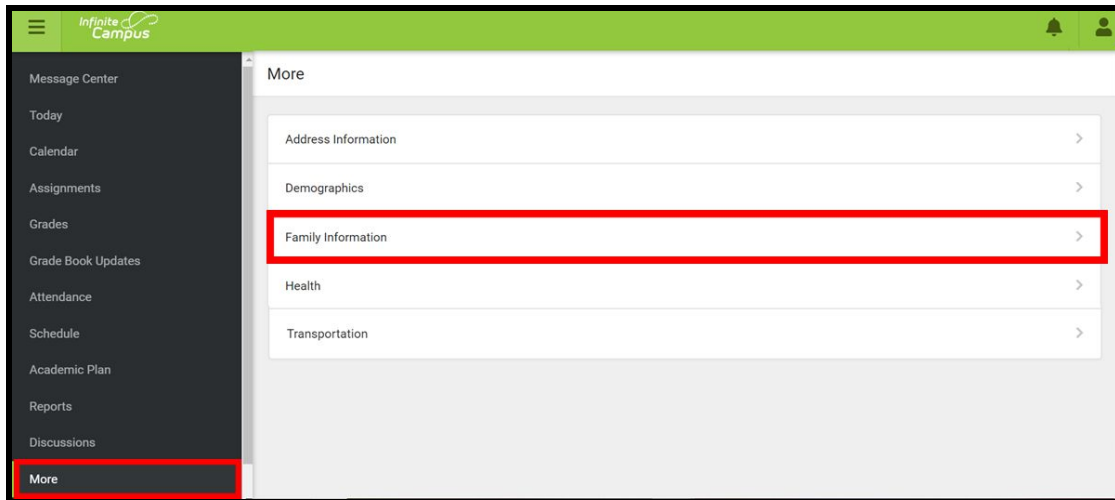 Infinite
Campus
Message Center
Today
Calendar
Assignments
Grades
Grade Book Updates
Attendance
Schedule
Academic Plan
Reports
Discussions
More
More
Address Information
Demographics
Family Information
Health
Transportation